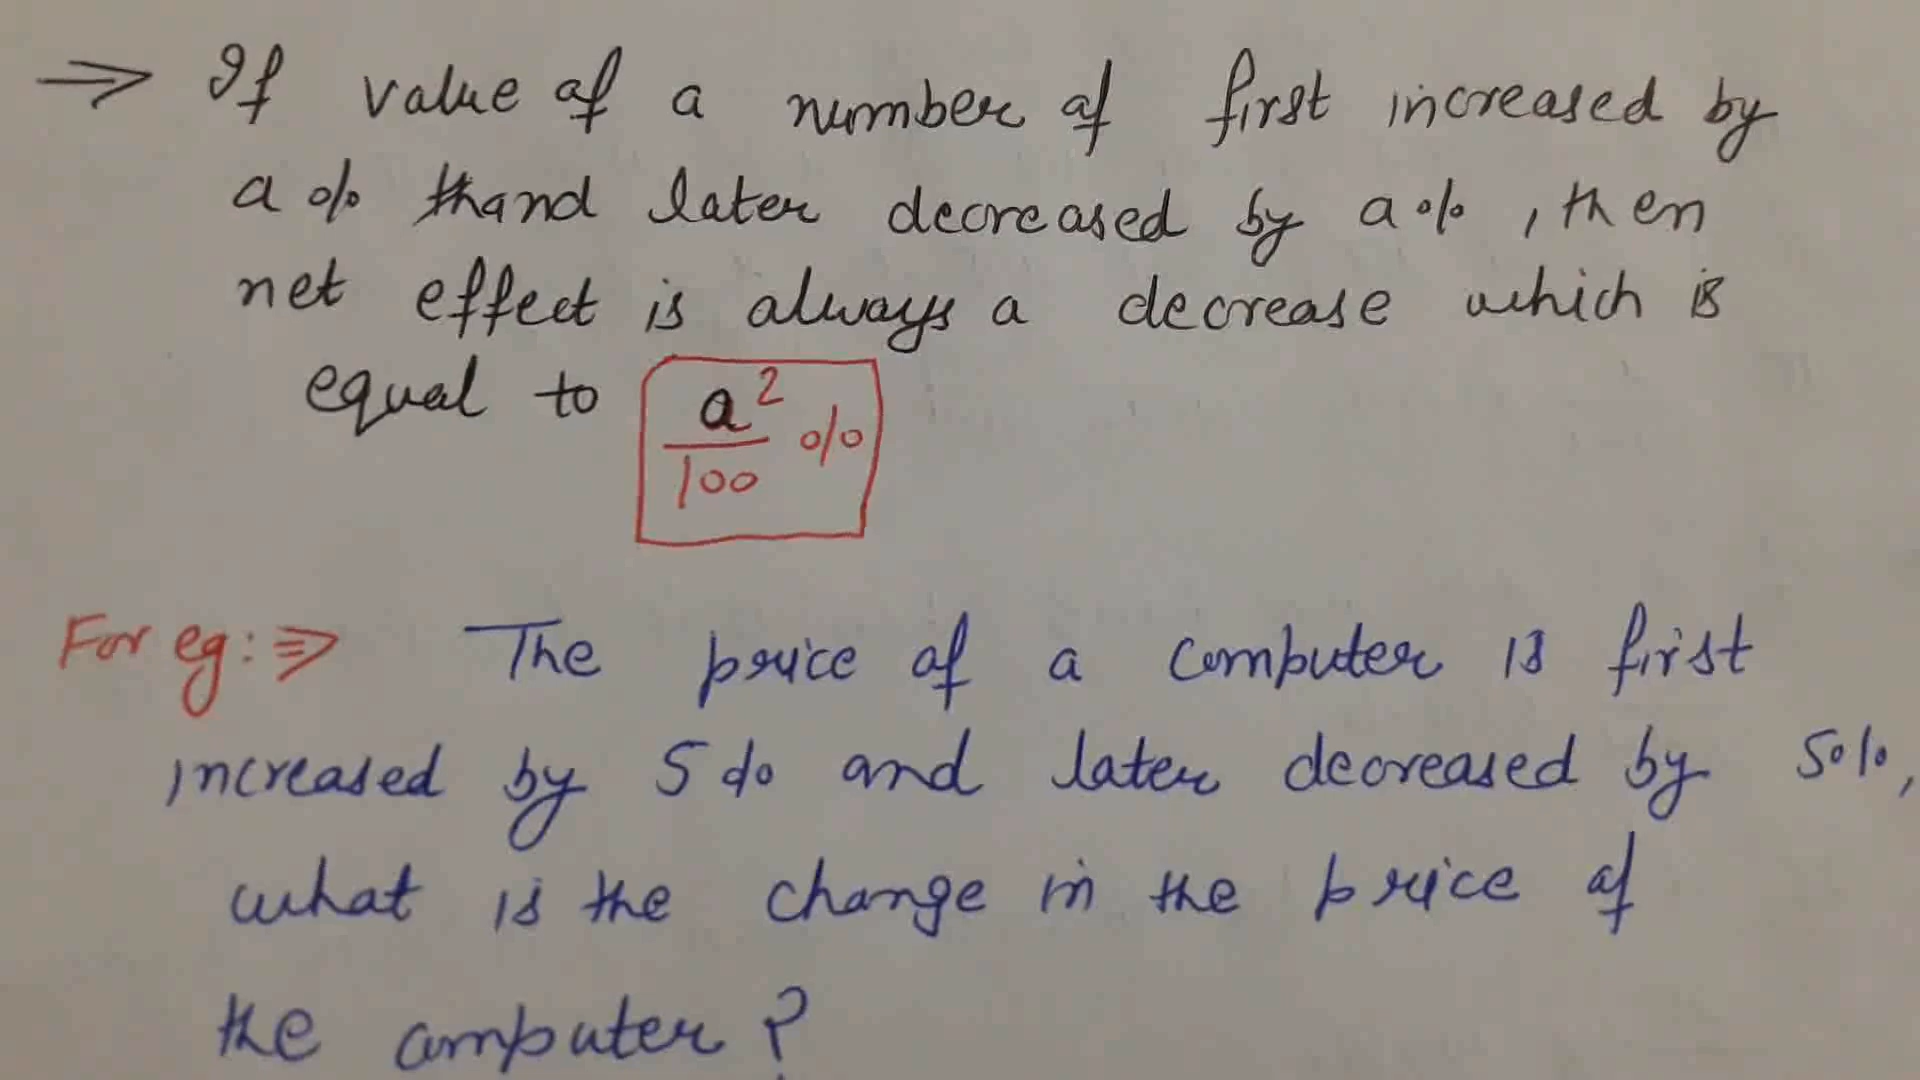 ⇒ If value of a number of first increased by
a % thand later decreased by a %, then
net effect is always a decrease which is
equal to a²/100 %
For eg: ⇒ The price of a computer is first
increased by 5 % and later decreased by 5%,
what is the change in the price of
the computer?